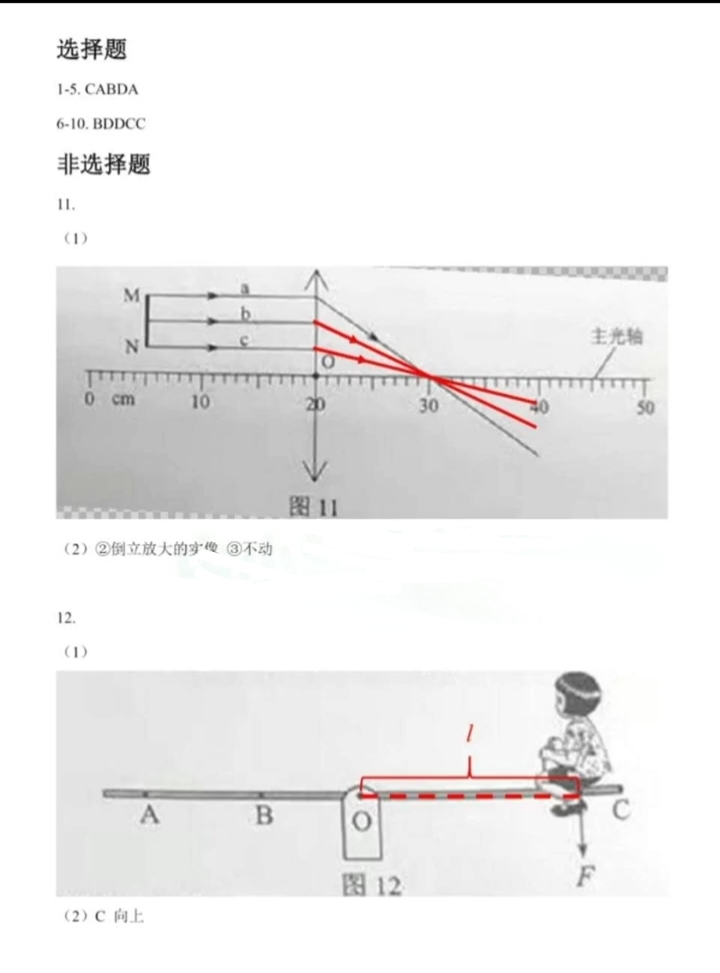 选择题
1-5. CABDA
6-10. BDDCC
非选择题
11.
（1）
M a
b
N c
O
主光轴
0 cm 10 20 30 40 50
图 11
（2）②倒立放大的实像 ③不动
12.
（1）
l
A B O C
F
图 12
（2）C 向上